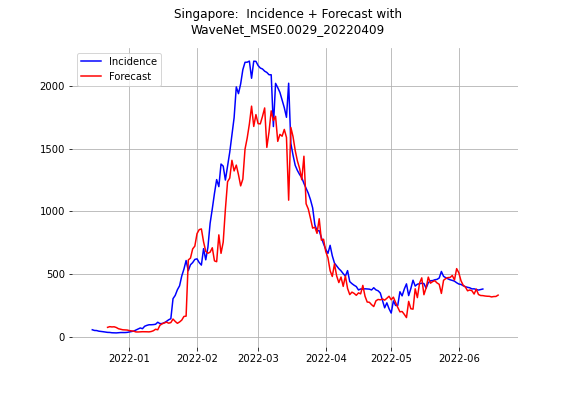 Singapore:  Incidence + Forecast with
WaveNet_MSE0.0029_20220409
Incidence
Forecast
2000
1500
1000
500
0
2022-01
2022-02
2022-03
2022-04
2022-05
2022-06